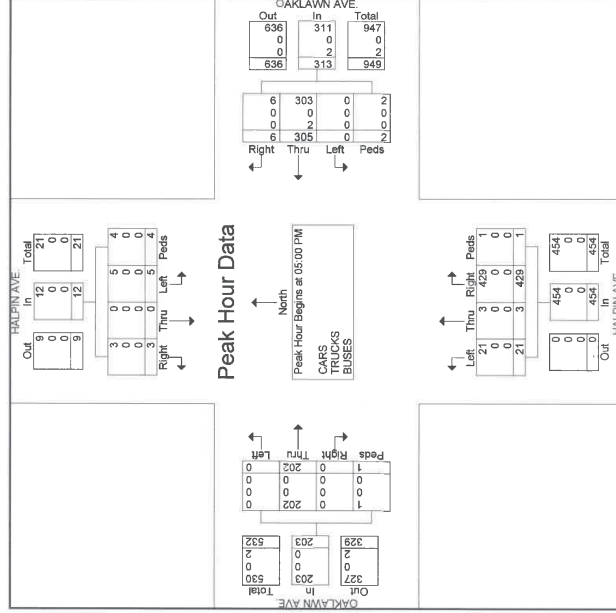 OAKLAWN AVE.
Out In Total
636 311 947
0 0 0
0 2 2
636 313 949
6 303 0 2
0 0 0 0
0 2 0 0
6 305 0 2
Right Thru Left Peds
HALPIN AVE.
Total
21 0 0 21
In
12 0 0 12
Out
9 0 0 9
4 0 0 4
Peds
5 0 0 5
Left
0 0 0 0
Thru
3 0 0 3
Right
Peak Hour Data
North
Peak Hour Begins at 05:00 PM
CARS
TRUCKS
BUSES
Peds
1 0 0 1
Right
429 0 0 429
Thru
3 0 0 3
Left
21 0 0 21
454 0 0 454
Total
454 0 0 454
In
0 0 0 0
Out
HALPIN AVE.
Left Thru Right Peds
0 202 0 1
0 0 0 0
0 0 0 0
0 202 0 1
532 203 329
2 0 2
0 0 0
530 203 327
Total In Out
OAKLAWN AVE.